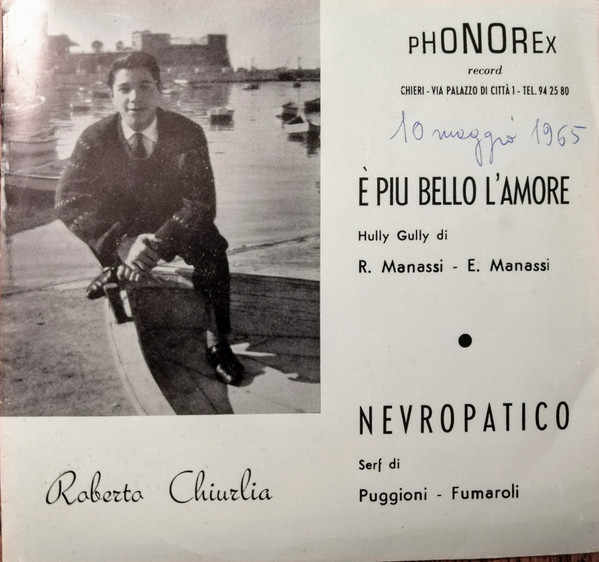 PHONOREX
record
CHIERI - VIA PALAZZO DI CITTÀ 1 - TEL. 94 25 80
10 maggio 1965
È PIU BELLO L'AMORE
Hully Gully di
R. Manassi - E. Manassi
●
NEVROPATICO
Serf di
Puggioni - Fumaroli
Roberto Chiurlia